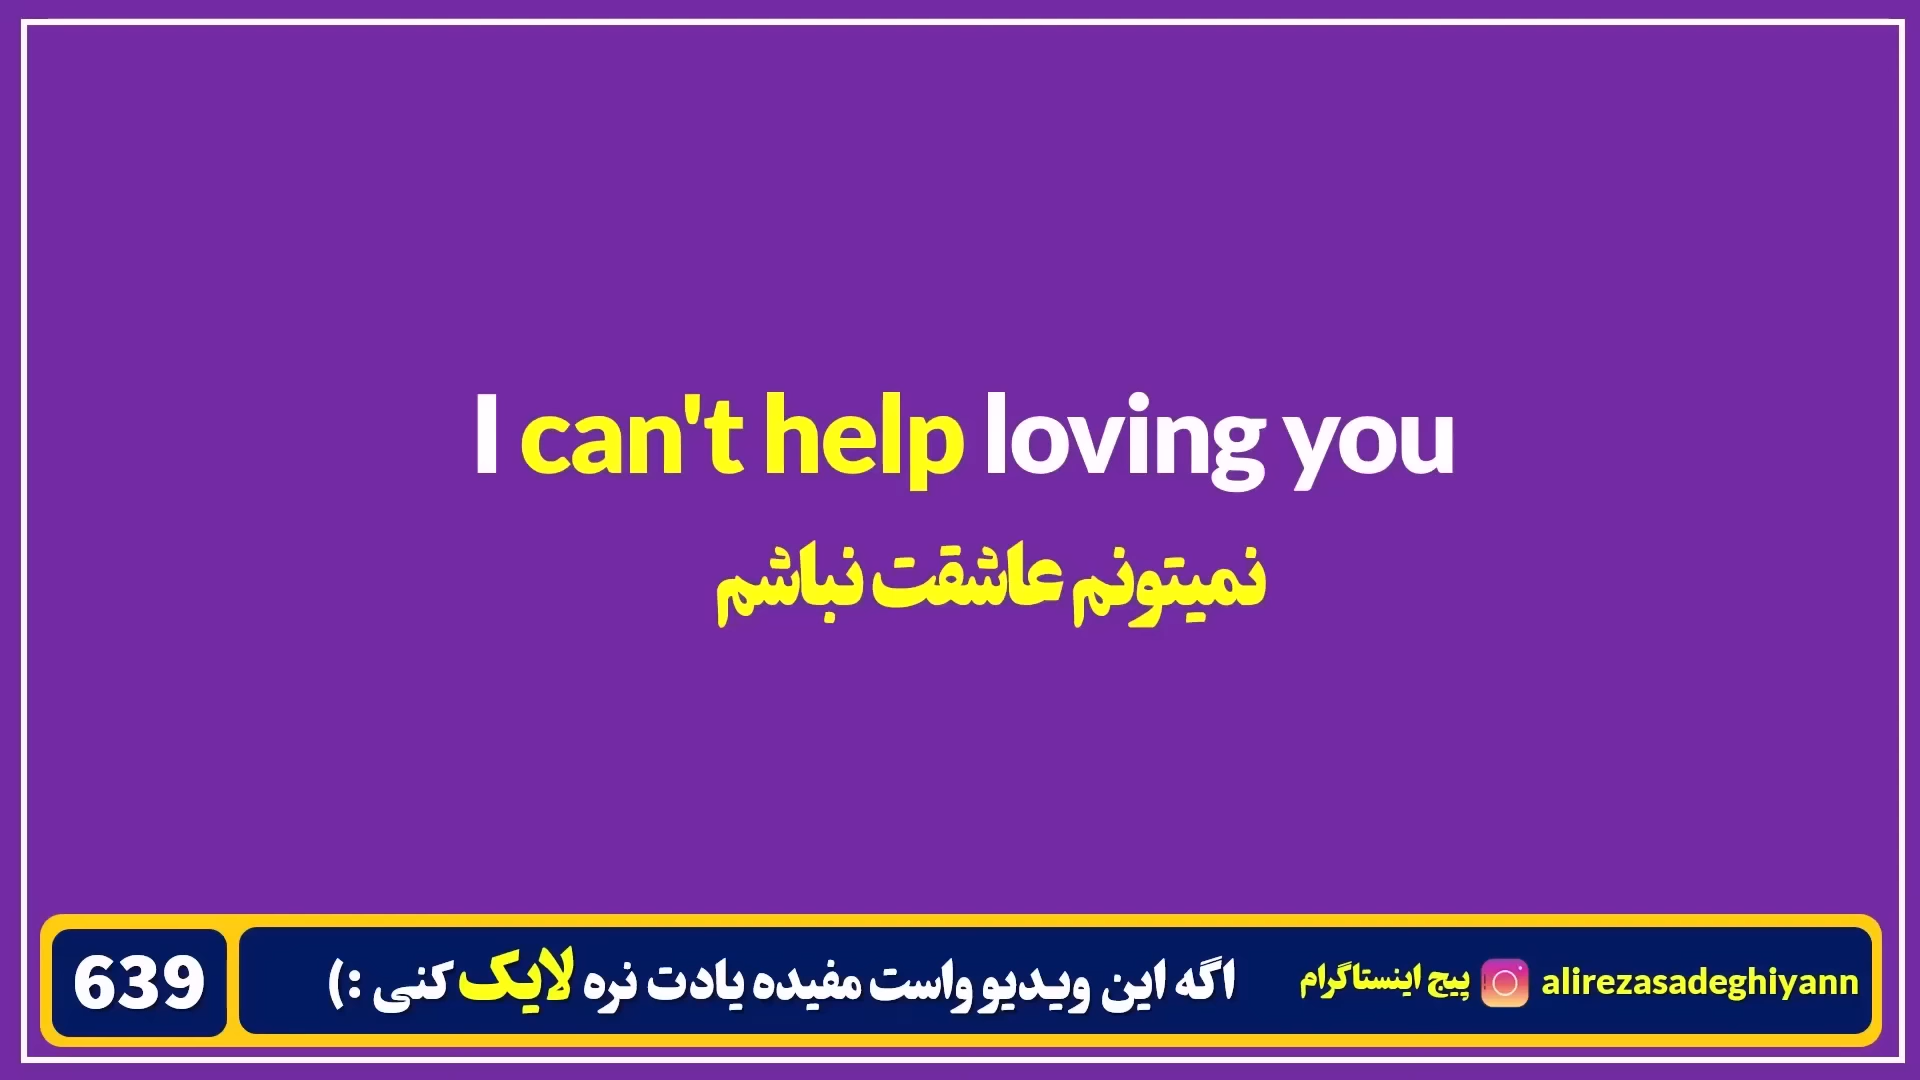 I can't help loving you
نمیتونم عاشقت نباشم
639
اگه این ویدیو واست مفیده یادت نره لایک کنی :)
پیج اینستاگرام
alirezasadeghiyann